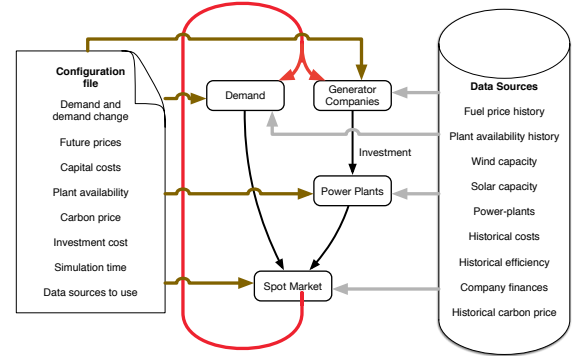 Configuration
file
Demand and
demand change
Future prices
Capital costs
Plant availability
Carbon price
Investment cost
Simulation time
Data sources to use
Demand
Generator
Companies
Investment
Power Plants
Spot Market
Data Sources
Fuel price history
Plant availability history
Wind capacity
Solar capacity
Power-plants
Historical costs
Historical efficiency
Company finances
Historical carbon price